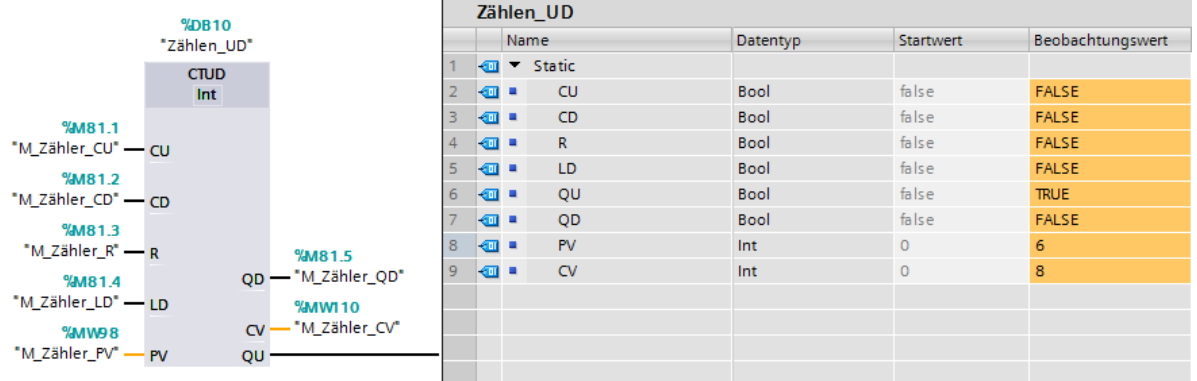 %DB10
"Zählen_UD"
CTUD
Int
%M81.1
"M_Zähler_CU"
CU
%M81.2
"M_Zähler_CD"
CD
%M81.3
"M_Zähler_R"
R
%M81.4
"M_Zähler_LD"
LD
%MW98
"M_Zähler_PV"
PV
%M81.5
QD
"M_Zähler_QD"
%MW110
CV
"M_Zähler_CV"
QU
Zählen_UD
Name Datentyp Startwert Beobachtungswert
1 Static
2 CU Bool false FALSE
3 CD Bool false FALSE
4 R Bool false FALSE
5 LD Bool false FALSE
6 QU Bool false TRUE
7 QD Bool false FALSE
8 PV Int 0 6
9 CV Int 0 8